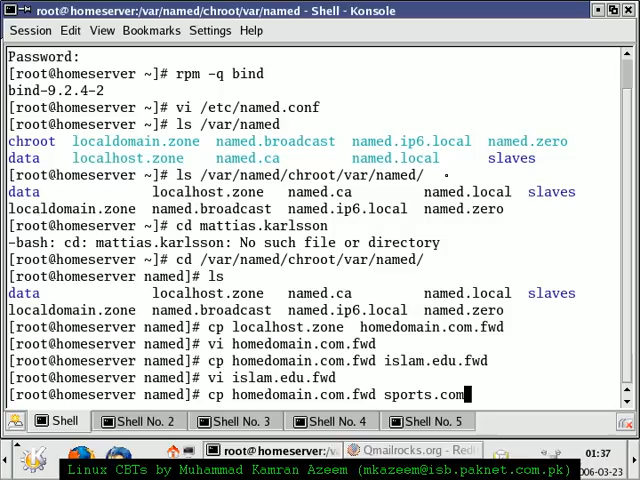 root@homeserver:/var/named/chroot/var/named - Shell - Konsole
Session Edit View Bookmarks Settings Help
Password:
[root@homeserver ~]# rpm -q bind
bind-9.2.4-2
[root@homeserver ~]# vi /etc/named.conf
[root@homeserver ~]# ls /var/named
chroot localdomain.zone named.broadcast named.ip6.local named.zero
data localhost.zone named.ca named.local slaves
[root@homeserver ~]# ls /var/named/chroot/var/named/
data localhost.zone named.ca named.local slaves
localdomain.zone named.broadcast named.ip6.local named.zero
[root@homeserver ~]# cd mattias.karlsson
-bash: cd: mattias.karlsson: No such file or directory
[root@homeserver ~]# cd /var/named/chroot/var/named/
[root@homeserver named]# ls
data localhost.zone named.ca named.local slaves
localdomain.zone named.broadcast named.ip6.local named.zero
[root@homeserver named]# cp localhost.zone homedomain.com.fwd
[root@homeserver named]# vi homedomain.com.fwd
[root@homeserver named]# cp homedomain.com.fwd islam.edu.fwd
[root@homeserver named]# vi islam.edu.fwd
[root@homeserver named]# cp homedomain.com.fwd sports.com
Shell Shell No. 2 Shell No. 3 Shell No. 4 Shell No. 5
root@homeserver:/ Qmailrocks.org - Red 01:37
Linux CBTs by Muhammad Kamran Azeem (mkazeem@isb.paknet.com.pk) 2006-03-23